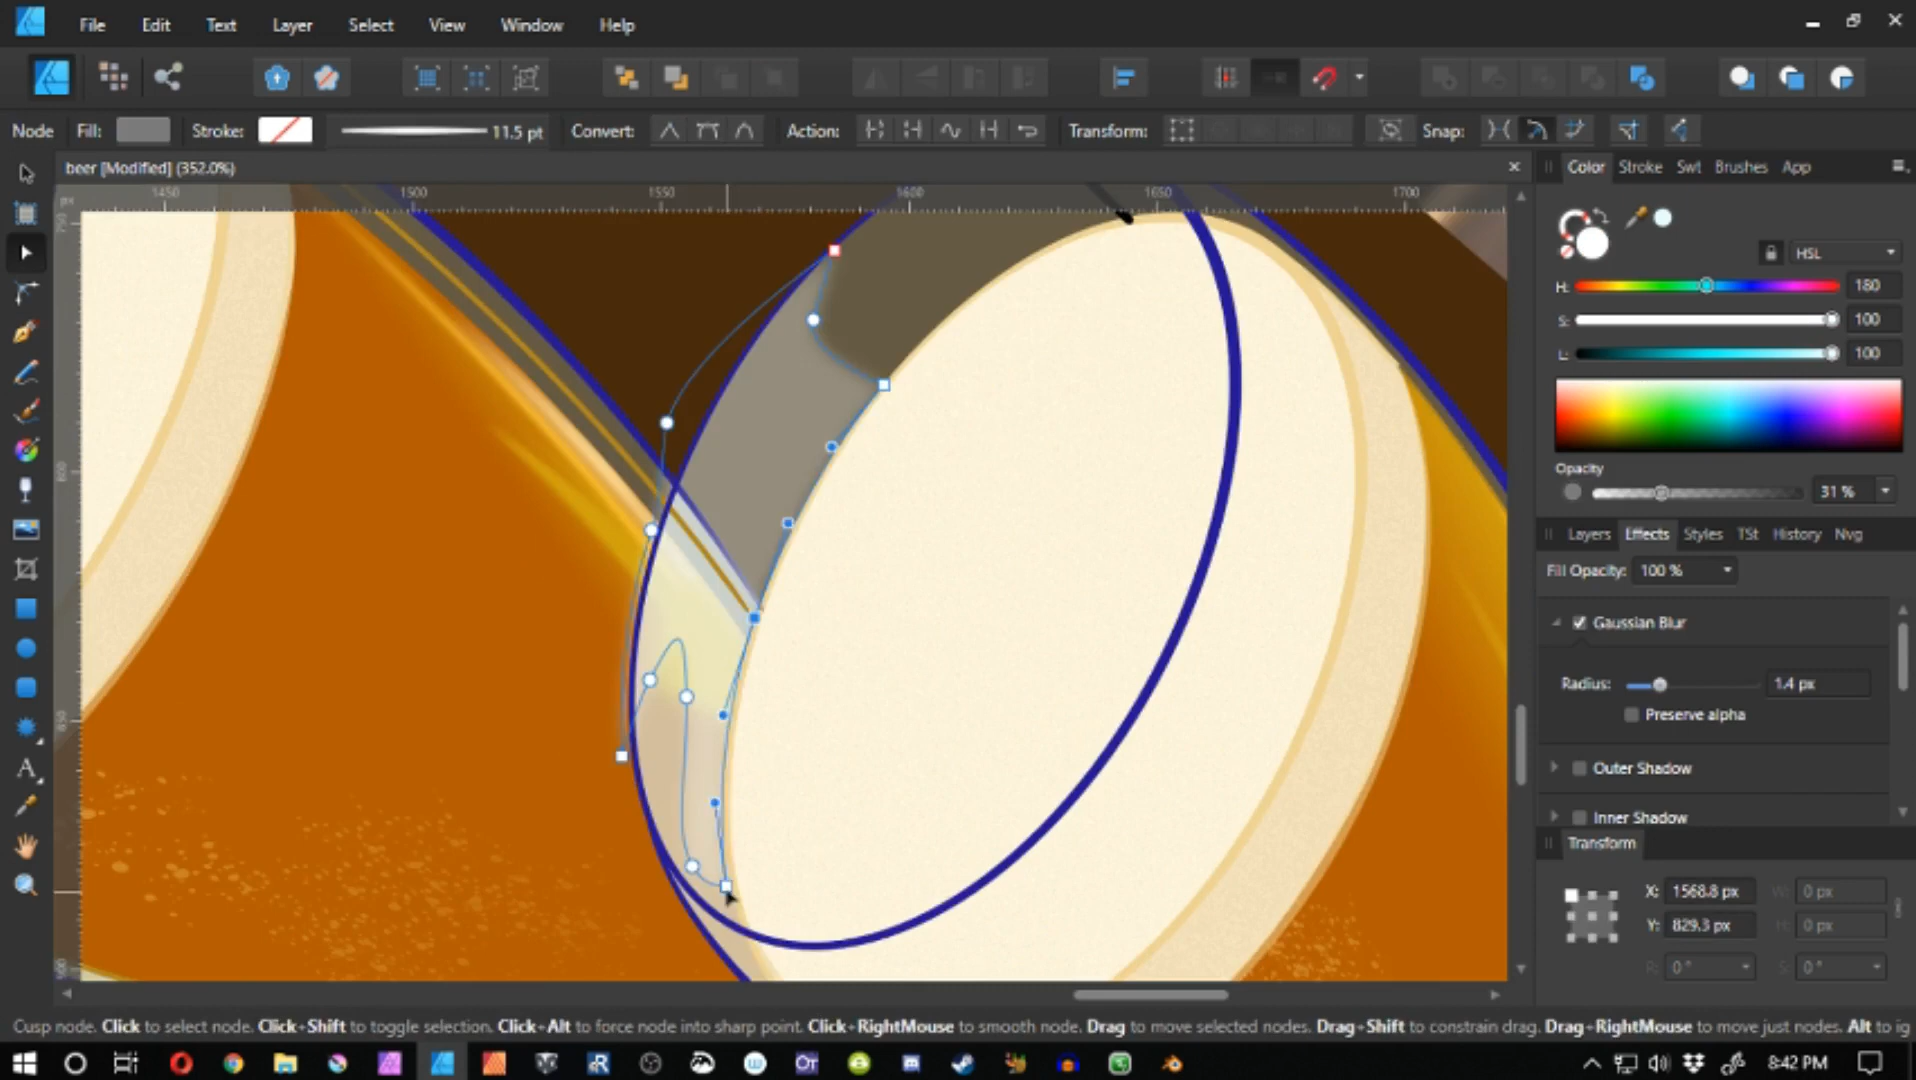 File Edit Text Layer Select View Window Help
Node Fill: Stroke: 11.5 pt Convert: Action: Transform: Snap:
beer [Modified] (352.0%)
Color Stroke Swt Brushes App
px 1450 1500 1550 1600 1650 1700
750
800
850
HSL
H: 180
S: 100
L: 100
Opacity
31 %
Layers Effects Styles TSt History Nvg
Fill Opacity: 100 %
Gaussian Blur
Radius: 1.4 px
Preserve alpha
Outer Shadow
Inner Shadow
Transform
X: 1568.8 px W: 0 px
Y: 829.3 px H: 0 px
R: 0 ° S: 0 °
Cusp node. Click to select node. Click+Shift to toggle selection. Click+Alt to force node into sharp point. Click+RightMouse to smooth node. Drag to move selected nodes. Drag+Shift to constrain drag. Drag+RightMouse to move just nodes. Alt to ig
8:42 PM